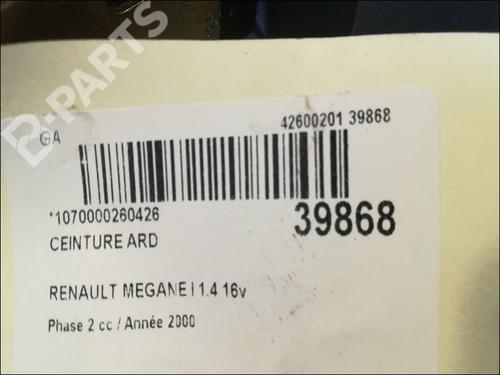 B-PARTS
42600201 39868
GA
*1070000260426
39868
CEINTURE ARD
RENAULT MEGANE I 1.4 16v
Phase 2 cc / Année 2000